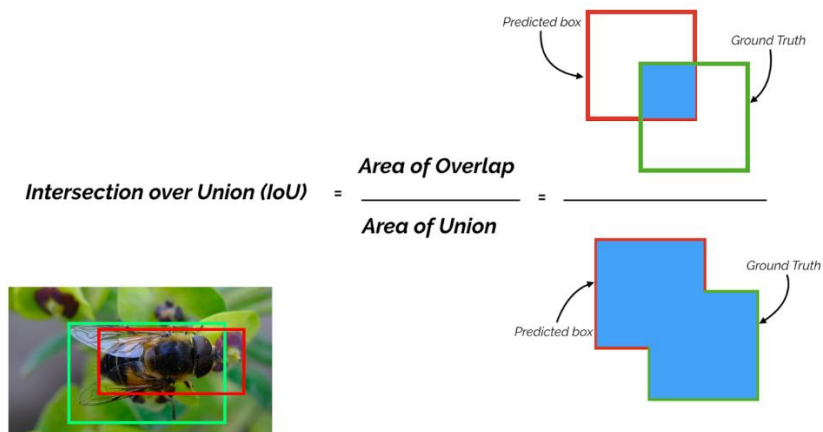 Predicted box
Ground Truth
Intersection over Union (IoU) = Area of Overlap =
Area of Union
Ground Truth
Predicted box